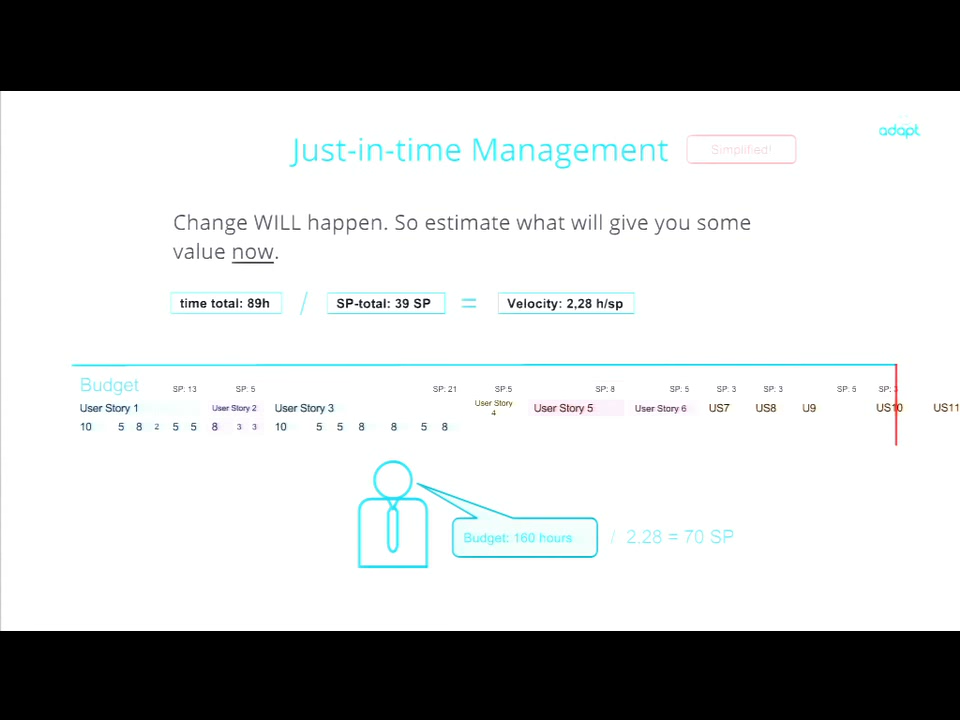 adapt
Just-in-time Management Simplified!
Change WILL happen. So estimate what will give you some
value now.
time total: 89h / SP-total: 39 SP = Velocity: 2,28 h/sp
Budget SP: 13 SP: 5 SP: 21 SP:5 SP: 8 SP: 5 SP: 3 SP: 3 SP: 5 SP: 3
User Story 1 User Story 2 User Story 3 User Story 4 User Story 5 User Story 6 US7 US8 U9 US10 US11
10 5 8 2 5 5 8 3 3 10 5 5 8 8 5 8
Budget: 160 hours / 2.28 = 70 SP